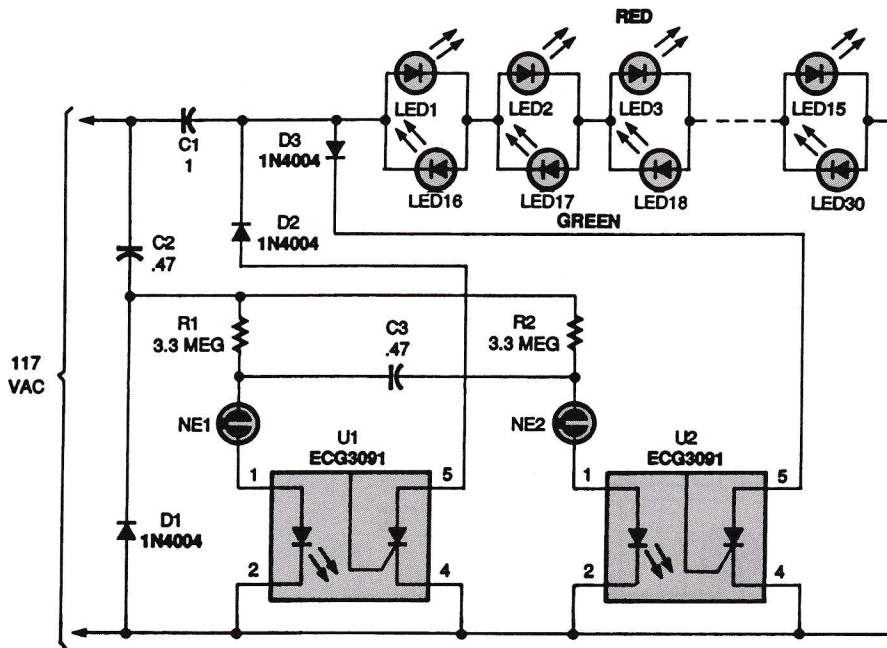 RED
LED1
LED2
LED3
LED15
C1
1
D3
1N4004
LED16
LED17
LED18
LED30
GREEN
D2
1N4004
C2
.47
R1
3.3 MEG
C3
.47
R2
3.3 MEG
117
VAC
NE1
U1
ECG3091
NE2
U2
ECG3091
1
5
1
5
D1
1N4004
2
4
2
4